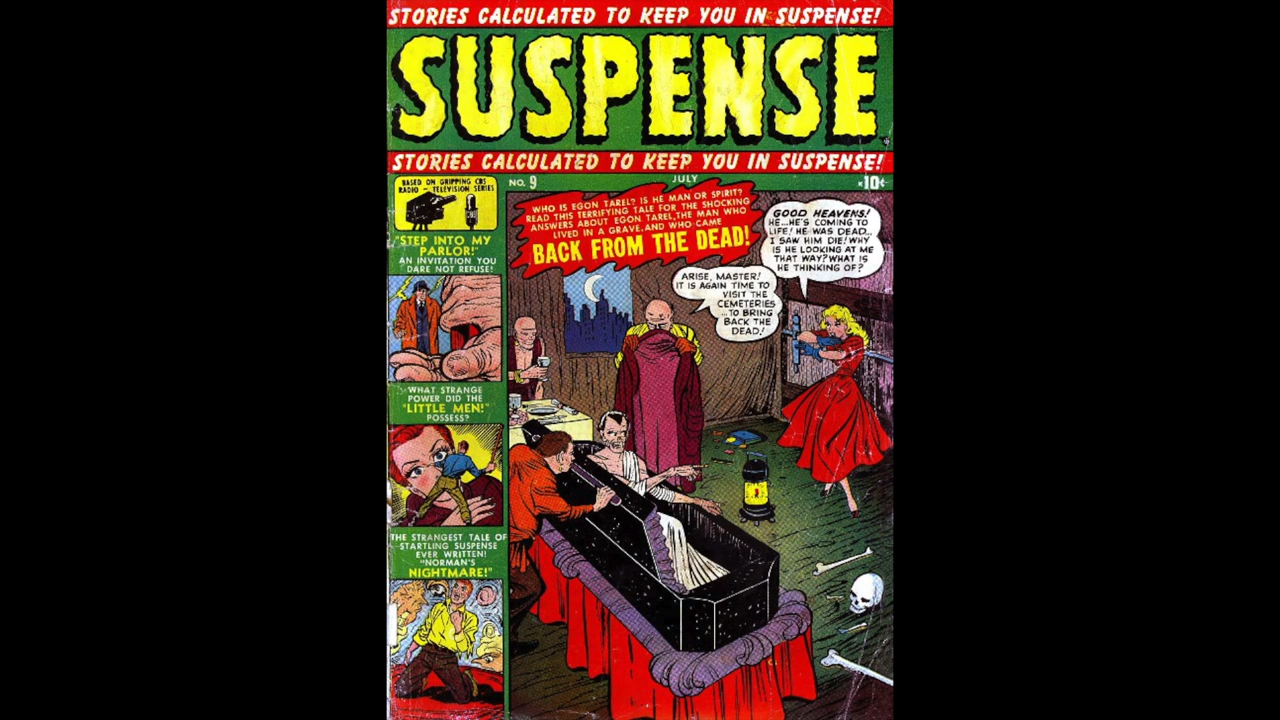 STORIES CALCULATED TO KEEP YOU IN SUSPENSE!
SUSPENSE
STORIES CALCULATED TO KEEP YOU IN SUSPENSE!
BASED ON GRIPPING CBS
RADIO - TELEVISION SERIES
CBS
NO. 9
JULY
10¢
"STEP INTO MY
PARLOR!"
AN INVITATION YOU
DARE NOT REFUSE!
WHAT STRANGE
POWER DID THE
"LITTLE MEN!"
POSSESS?
THE STRANGEST TALE OF
STARTLING SUSPENSE
EVER WRITTEN!
"NORMAN'S
NIGHTMARE!"
WHO IS EGON TAREL? IS HE MAN OR SPIRIT?
READ THIS TERRIFYING TALE FOR THE SHOCKING
ANSWERS ABOUT EGON TAREL, THE MAN WHO
LIVED IN A GRAVE, AND WHO CAME
BACK FROM THE DEAD!
ARISE, MASTER!
IT IS AGAIN TIME TO
VISIT THE
CEMETERIES
...TO BRING
BACK THE
DEAD!
GOOD HEAVENS!
HE...HE'S COMING TO
LIFE! HE WAS DEAD...
I SAW HIM DIE! WHY
IS HE LOOKING AT ME
THAT WAY? WHAT IS
HE THINKING OF?